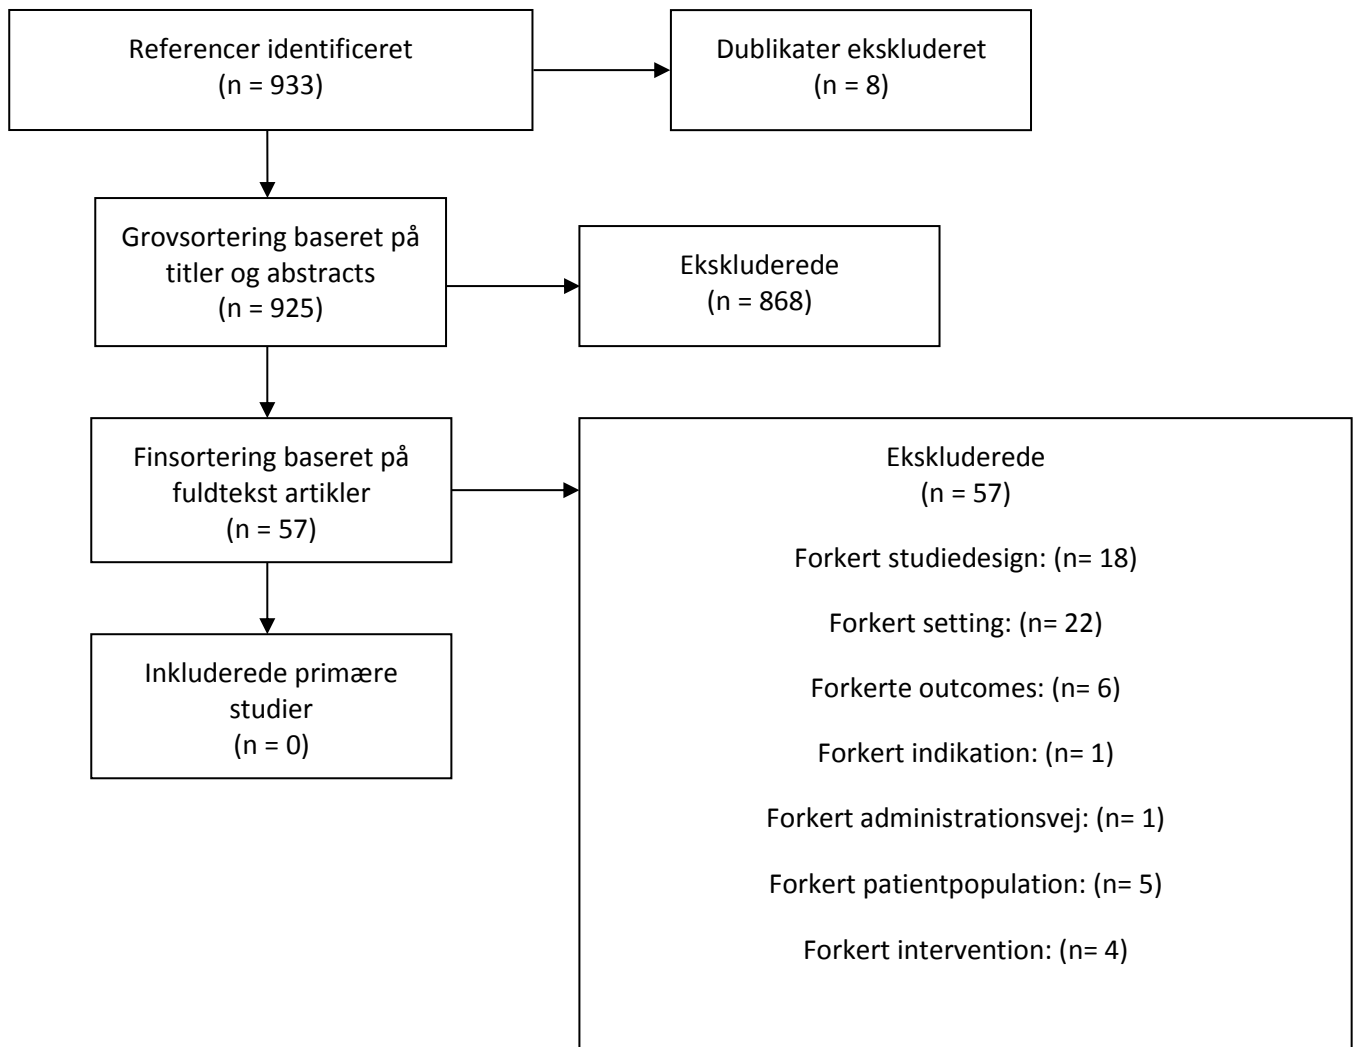 Referencer identificeret
(n = 933)
Dublikater ekskluderet
(n = 8)
Grovsortering baseret på
titler og abstracts
(n = 925)
Ekskluderede
(n = 868)
Finsortering baseret på
fuldtekst artikler
(n = 57)
Ekskluderede
(n = 57)
Forkert studiedesign: (n= 18)
Forkert setting: (n= 22)
Forkerte outcomes: (n= 6)
Forkert indikation: (n= 1)
Forkert administrationsvej: (n= 1)
Forkert patientpopulation: (n= 5)
Forkert intervention: (n= 4)
Inkluderede primære
studier
(n = 0)